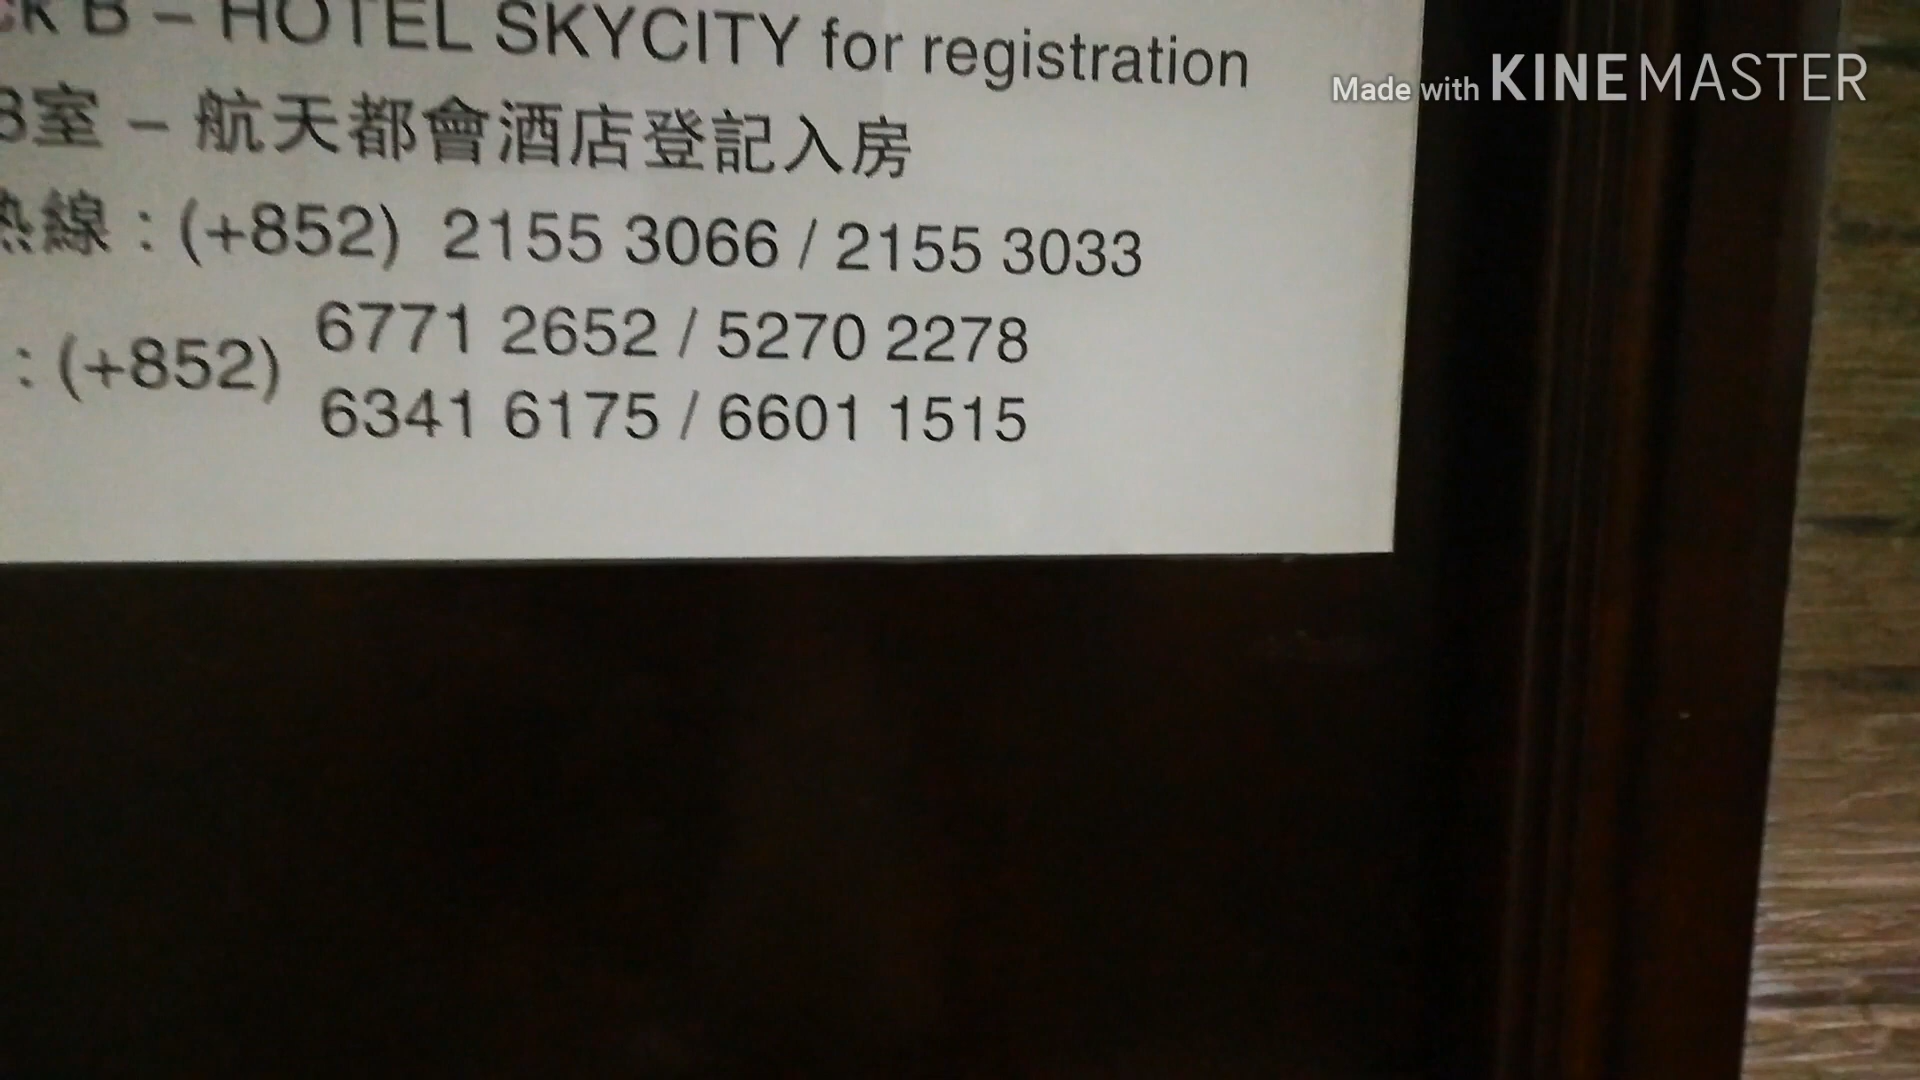 B – HOTEL SKYCITY for registration
Made with KINEMASTER
室 – 航天都會酒店登記入房
熱線 : (+852) 2155 3066 / 2155 3033
: (+852) 6771 2652 / 5270 2278
6341 6175 / 6601 1515